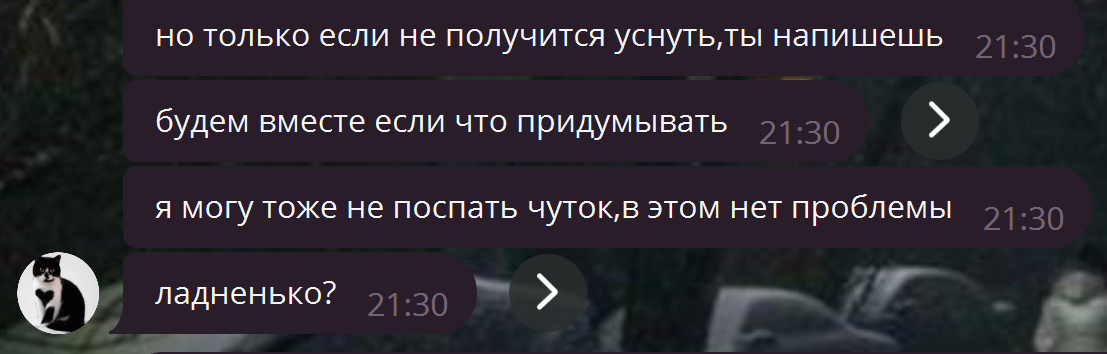 но только если не получится уснуть,ты напишешь 21:30
будем вместе если что придумывать 21:30
я могу тоже не поспать чуток,в этом нет проблемы 21:30
ладненько? 21:30